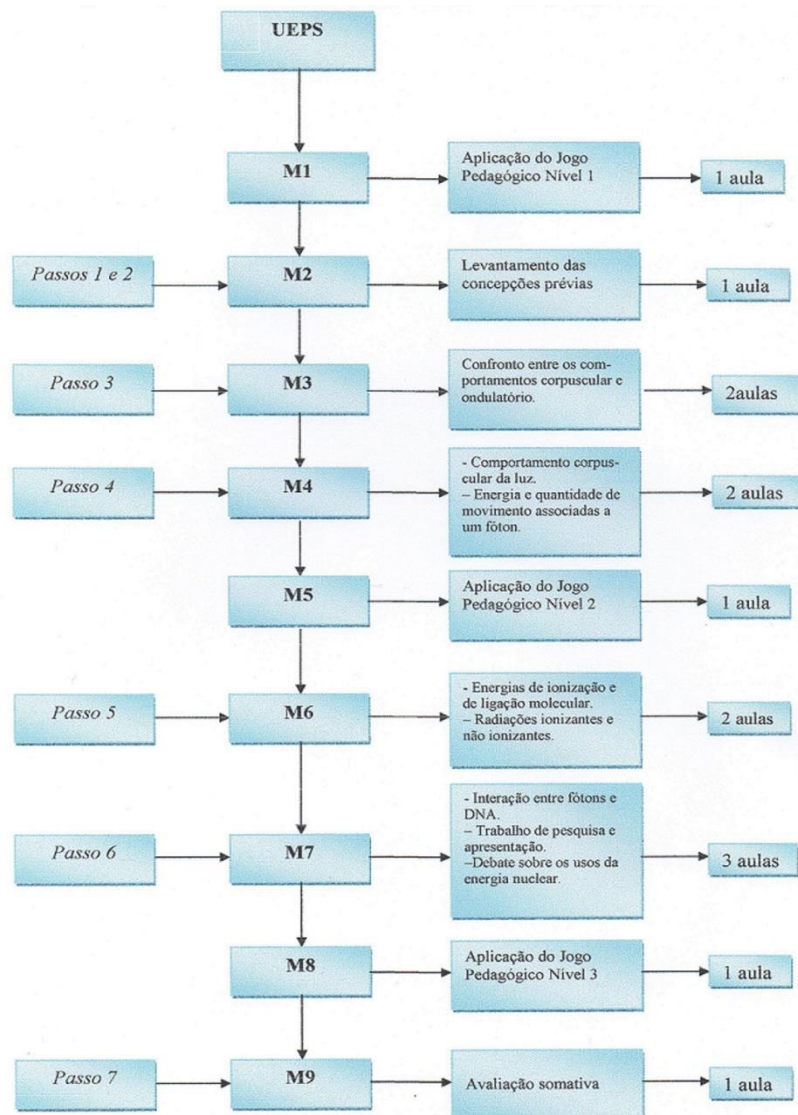 UEPS
M1
Aplicação do Jogo
Pedagógico Nível 1
1 aula
Passos 1 e 2
M2
Levantamento das
concepções prévias
1 aula
Passo 3
M3
Confronto entre os com-
portamentos corpuscular e
ondulatório.
2aulas
Passo 4
M4
- Comportamento corpus-
cular da luz.
– Energia e quantidade de
movimento associadas a
um fóton.
2 aulas
M5
Aplicação do Jogo
Pedagógico Nível 2
1 aula
Passo 5
M6
- Energias de ionização e
de ligação molecular.
– Radiações ionizantes e
não ionizantes.
2 aulas
Passo 6
M7
- Interação entre fótons e
DNA.
– Trabalho de pesquisa e
apresentação.
–Debate sobre os usos da
energia nuclear.
3 aulas
M8
Aplicação do Jogo
Pedagógico Nível 3
1 aula
Passo 7
M9
Avaliação somativa
1 aula